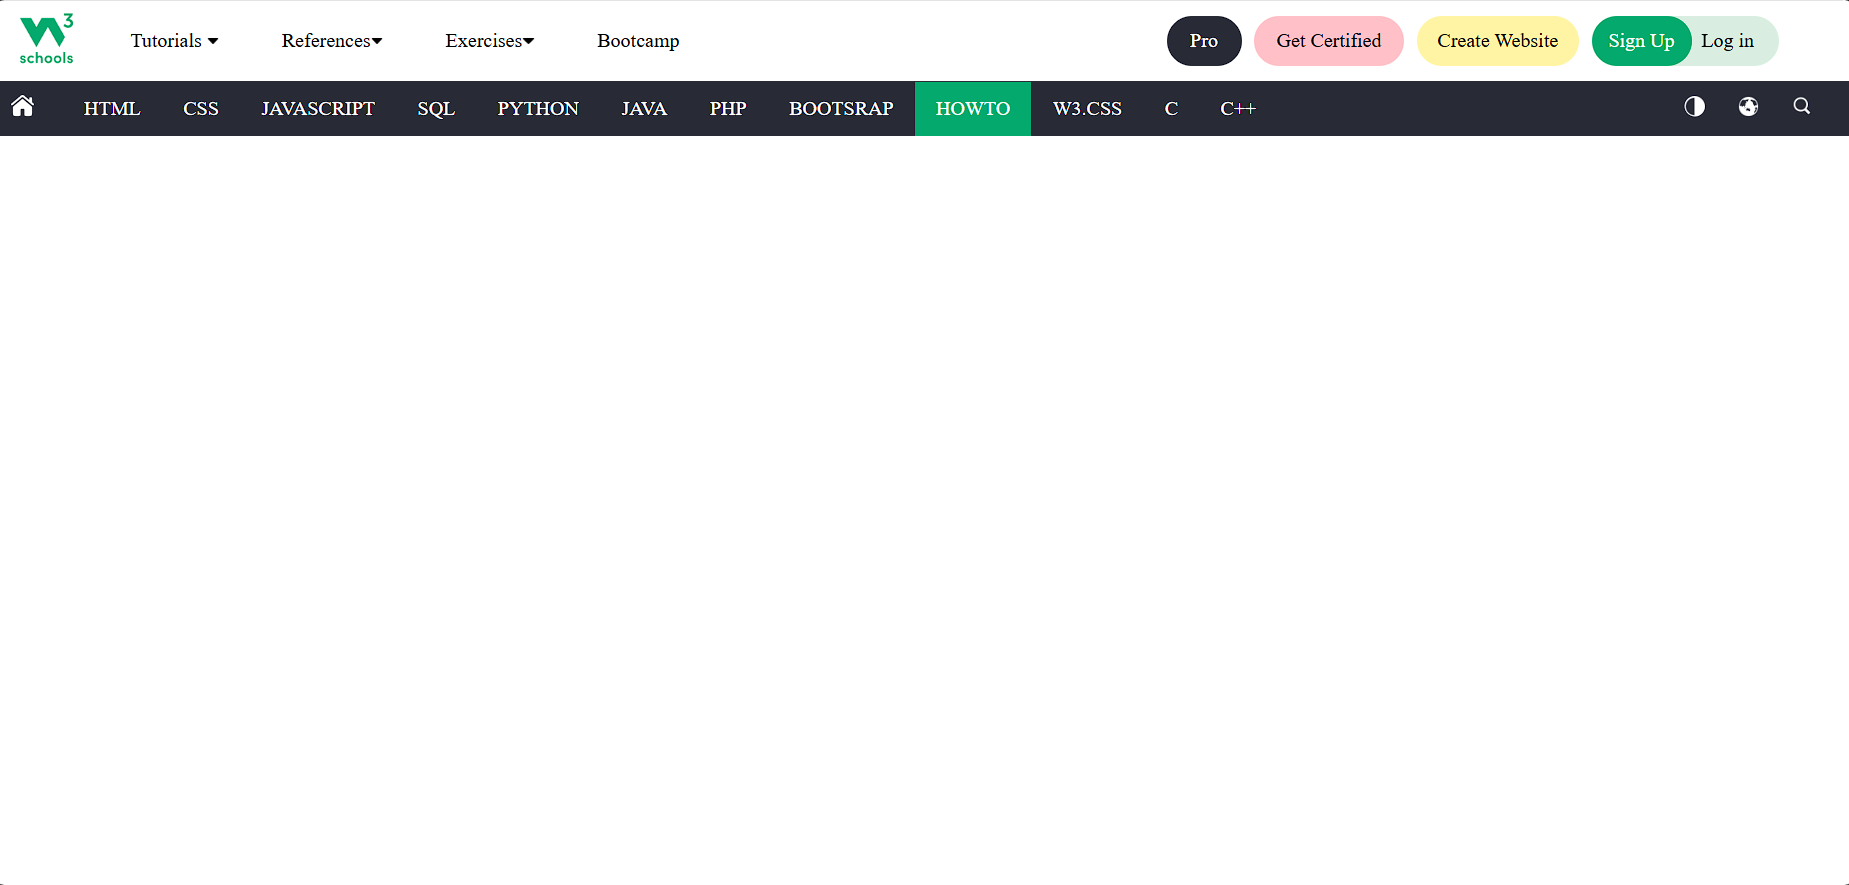 W3 schools
Tutorials References Exercises Bootcamp Pro Get Certified Create Website Sign Up Log in
HTML CSS JAVASCRIPT SQL PYTHON JAVA PHP BOOTSRAP HOWTO W3.CSS C C++